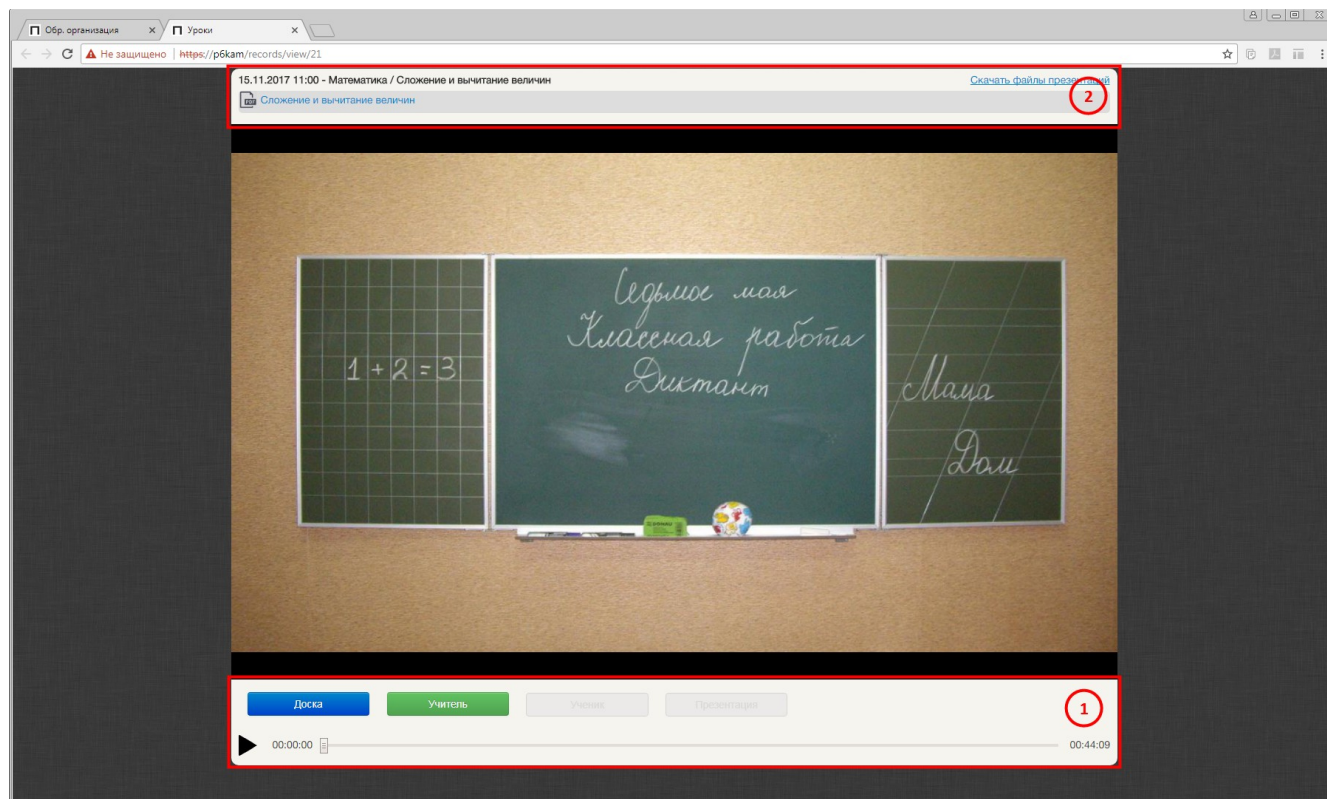 Обр. организация
Уроки
Не защищено | https://p6kam/records/view/21
15.11.2017 11:00 - Математика / Сложение и вычитание величин
Скачать файлы презентаций
PDF
Сложение и вычитание величин
2
1 + 2 = 3
Седьмое мая
Классная работа
Диктант
Мама
Дом
Доска
Учитель
Ученик
Презентация
1
00:00:00
00:44:09